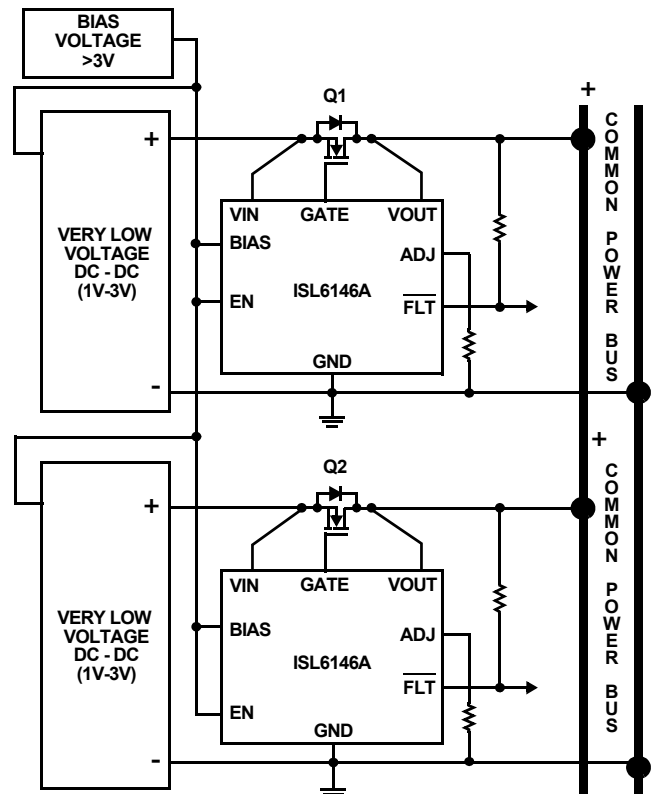 BIAS
VOLTAGE
>3V
Q1
+
+
VERY LOW
VOLTAGE
DC - DC
(1V-3V)
-
VIN GATE VOUT
BIAS
ADJ
ISL6146A
EN
FLT
GND
COMMON POWER BUS
Q2
+
+
VERY LOW
VOLTAGE
DC - DC
(1V-3V)
-
VIN GATE VOUT
BIAS
ADJ
ISL6146A
FLT
EN
GND
COMMON POWER BUS